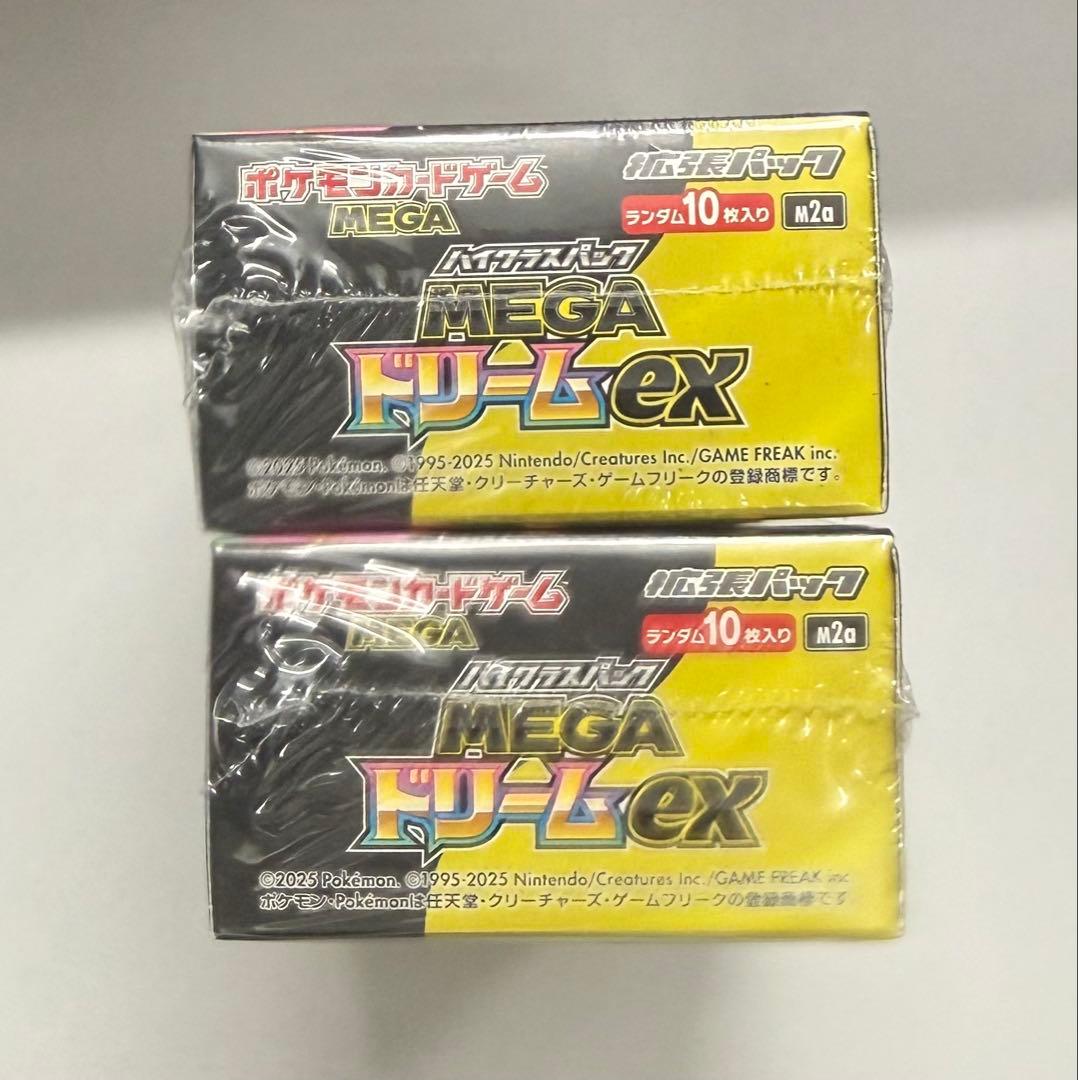 ポケモンカードゲーム
MEGA
拡張パック
ランダム10枚入り M2a
ハイクラスパック
MEGA
ドリームex
©2025 Pokémon. ©1995-2025 Nintendo/Creatures Inc./GAME FREAK inc.
ポケモン・Pokémonは任天堂・クリーチャーズ・ゲームフリークの登録商標です。
ポケモンカードゲーム
MEGA
拡張パック
ランダム10枚入り M2a
ハイクラスパック
MEGA
ドリームex
©2025 Pokémon. ©1995-2025 Nintendo/Creatures Inc./GAME FREAK inc.
ポケモン・Pokémonは任天堂・クリーチャーズ・ゲームフリークの登録商標です